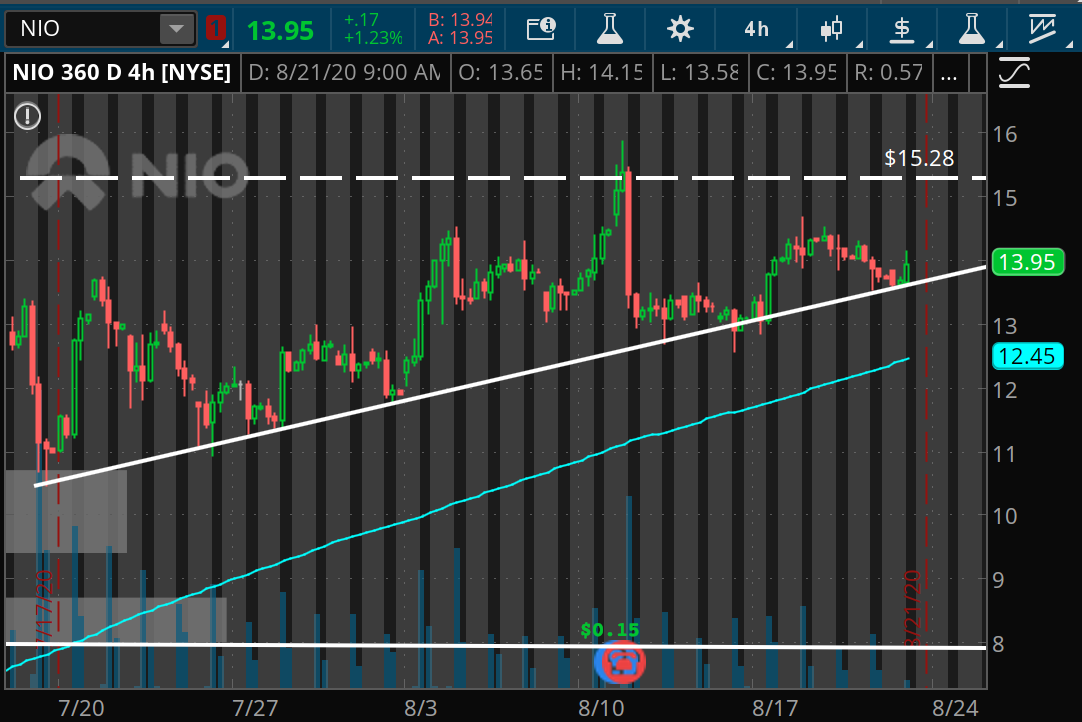 NIO
1
13.95
+.17
+1.23%
B: 13.94
A: 13.95
4h
$
NIO 360 D 4h [NYSE]
D: 8/21/20 9:00 AM
O: 13.65
H: 14.15
L: 13.58
C: 13.95
R: 0.57
...
NIO
$15.28
16
15
13.95
13
12.45
12
11
10
9
8
7/17/20
8/21/20
$0.15
7/20
7/27
8/3
8/10
8/17
8/24